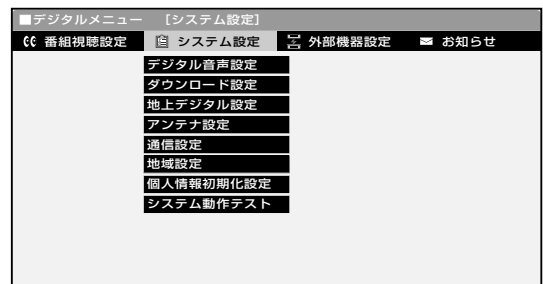 ■デジタルメニュー　［システム設定］
番組視聴設定　システム設定　外部機器設定　お知らせ
デジタル音声設定
ダウンロード設定
地上デジタル設定
アンテナ設定
通信設定
地域設定
個人情報初期化設定
システム動作テスト